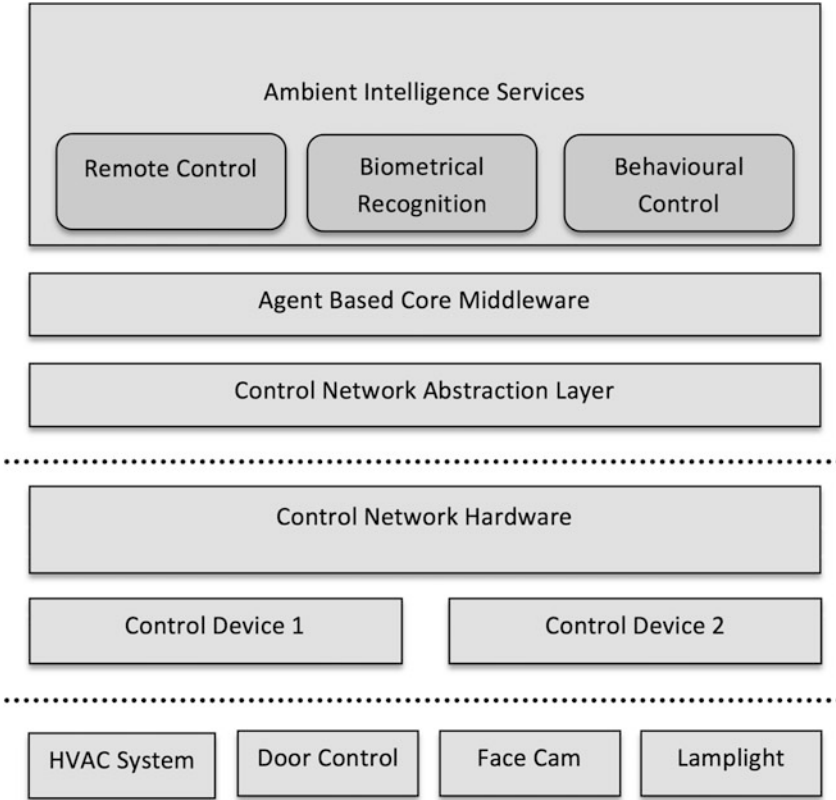 Ambient Intelligence Services
Remote Control
Biometrical
Recognition
Behavioural
Control
Agent Based Core Middleware
Control Network Abstraction Layer
Control Network Hardware
Control Device 1
Control Device 2
HVAC System
Door Control
Face Cam
Lamplight